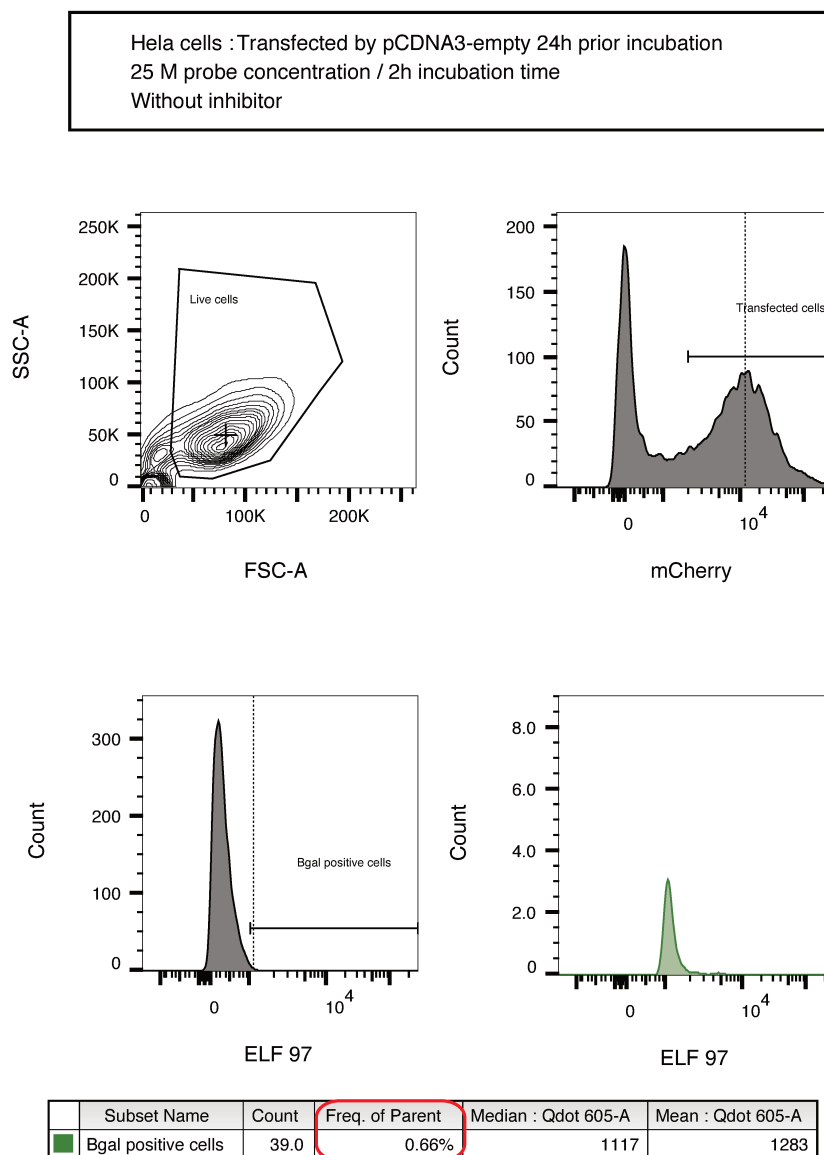 Hela cells : Transfected by pCDNA3-empty 24h prior incubation
25 M probe concentration / 2h incubation time
Without inhibitor
250K
200K
150K
100K
50K
0
SSC-A
Live cells
0 100K 200K
FSC-A
200
150
100
50
0
Count
Transfected cells
0 10^4
mCherry
300
200
100
0
Count
Bgal positive cells
0 10^4
ELF 97
8.0
6.0
4.0
2.0
0
Count
0 10^4
ELF 97
Subset Name Count Freq. of Parent Median : Qdot 605-A Mean : Qdot 605-A
Bgal positive cells 39.0 0.66% 1117 1283